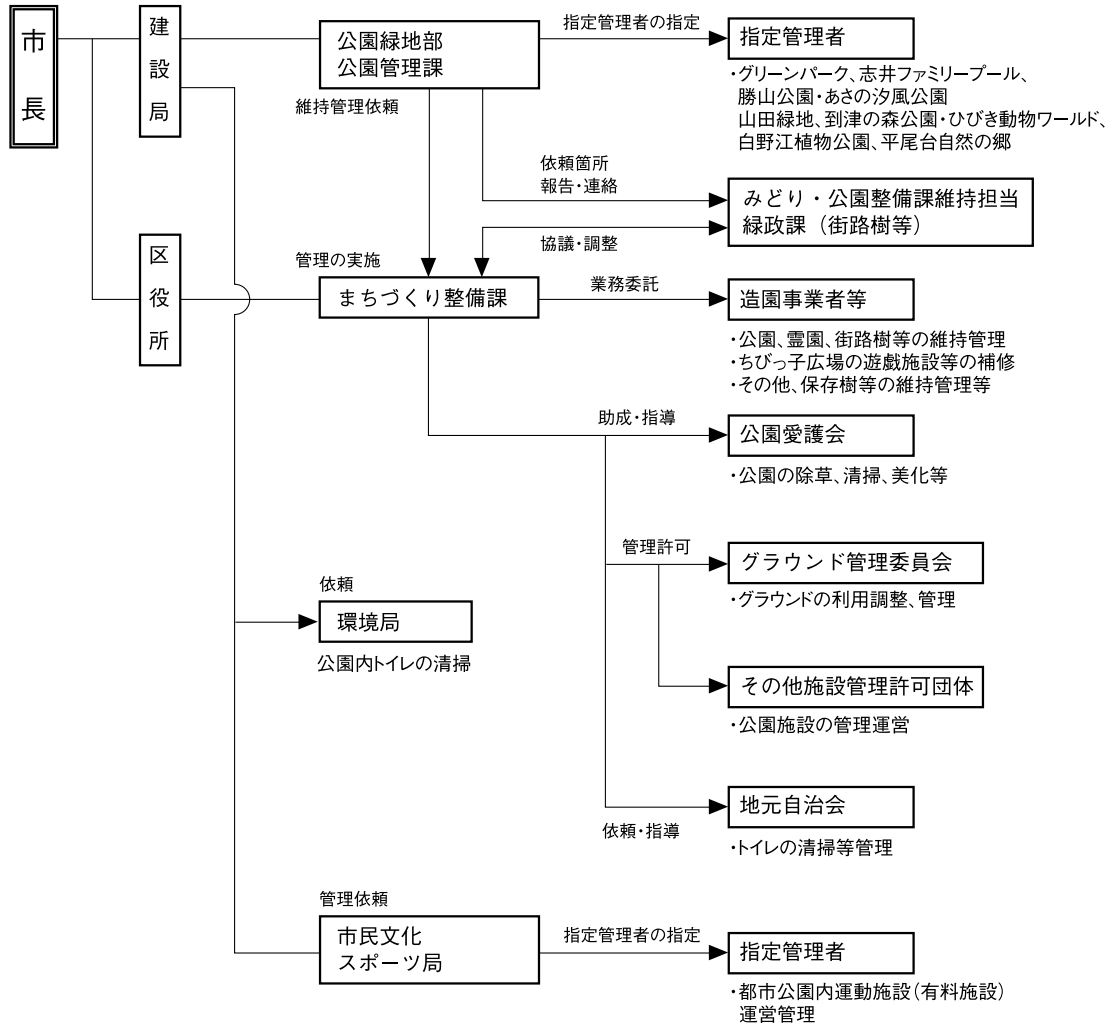 市長
建設局
公園緑地部
公園管理課
指定管理者の指定
指定管理者
・グリーンパーク、志井ファミリープール、
勝山公園・あさの汐風公園
山田緑地、到津の森公園・ひびき動物ワールド、
白野江植物公園、平尾台自然の郷
維持管理依頼
依頼箇所
報告・連絡
みどり・公園整備課維持担当
緑政課（街路樹等）
協議・調整
区役所
管理の実施
まちづくり整備課
業務委託
造園事業者等
・公園、霊園、街路樹等の維持管理
・ちびっ子広場の遊戯施設等の補修
・その他、保存樹等の維持管理等
助成・指導
公園愛護会
・公園の除草、清掃、美化等
管理許可
グラウンド管理委員会
・グラウンドの利用調整、管理
依頼
環境局
公園内トイレの清掃
その他施設管理許可団体
・公園施設の管理運営
地元自治会
依頼・指導
・トイレの清掃等管理
管理依頼
市民文化
スポーツ局
指定管理者の指定
指定管理者
・都市公園内運動施設（有料施設）
運営管理